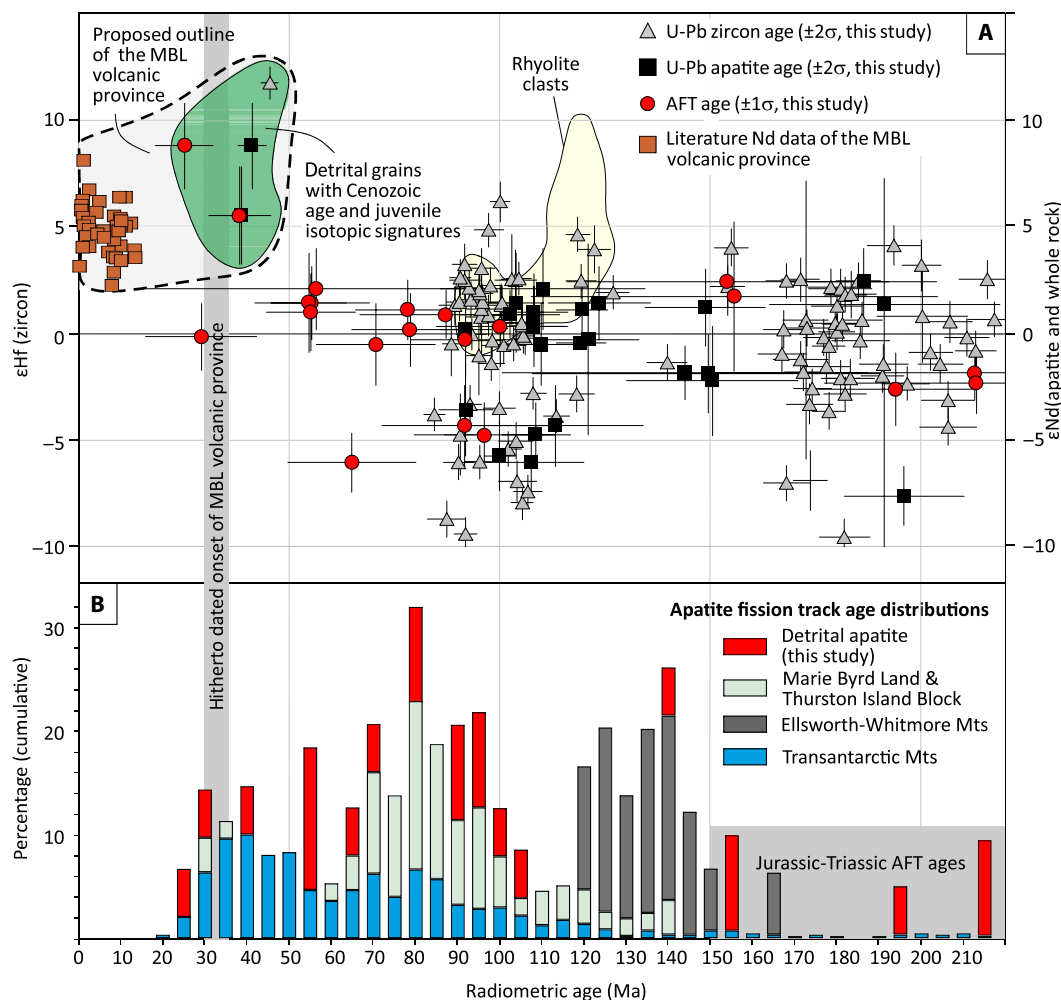 A
Proposed outline
of the MBL
volcanic
province
Rhyolite
clasts
U-Pb zircon age (±2σ, this study)
U-Pb apatite age (±2σ, this study)
AFT age (±1σ, this study)
Literature Nd data of the MBL
volcanic province
Detrital grains
with Cenozoic
age and juvenile
isotopic signatures
10
5
0
−5
−10
εHf (zircon)
10
5
0
−5
−10
εNd(apatite and whole rock)
Hitherto dated onset of MBL volcanic province
B
Apatite fission track age distributions
Detrital apatite
(this study)
Marie Byrd Land &
Thurston Island Block
Ellsworth-Whitmore Mts
Transantarctic Mts
Jurassic-Triassic AFT ages
30
20
10
Percentage (cumulative)
0 10 20 30 40 50 60 70 80 90 100 110 120 130 140 150 160 170 180 190 200 210
Radiometric age (Ma)